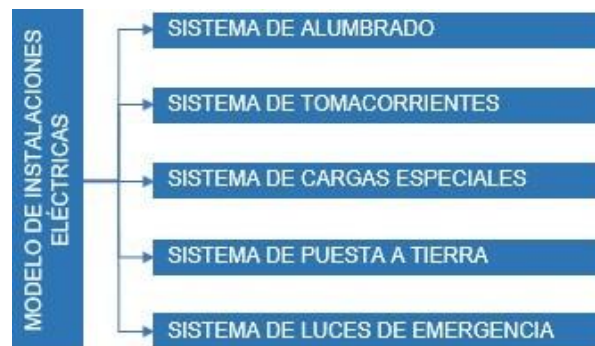 MODELO DE INSTALACIONES
ELÉCTRICAS
SISTEMA DE ALUMBRADO
SISTEMA DE TOMACORRIENTES
SISTEMA DE CARGAS ESPECIALES
SISTEMA DE PUESTA A TIERRA
SISTEMA DE LUCES DE EMERGENCIA